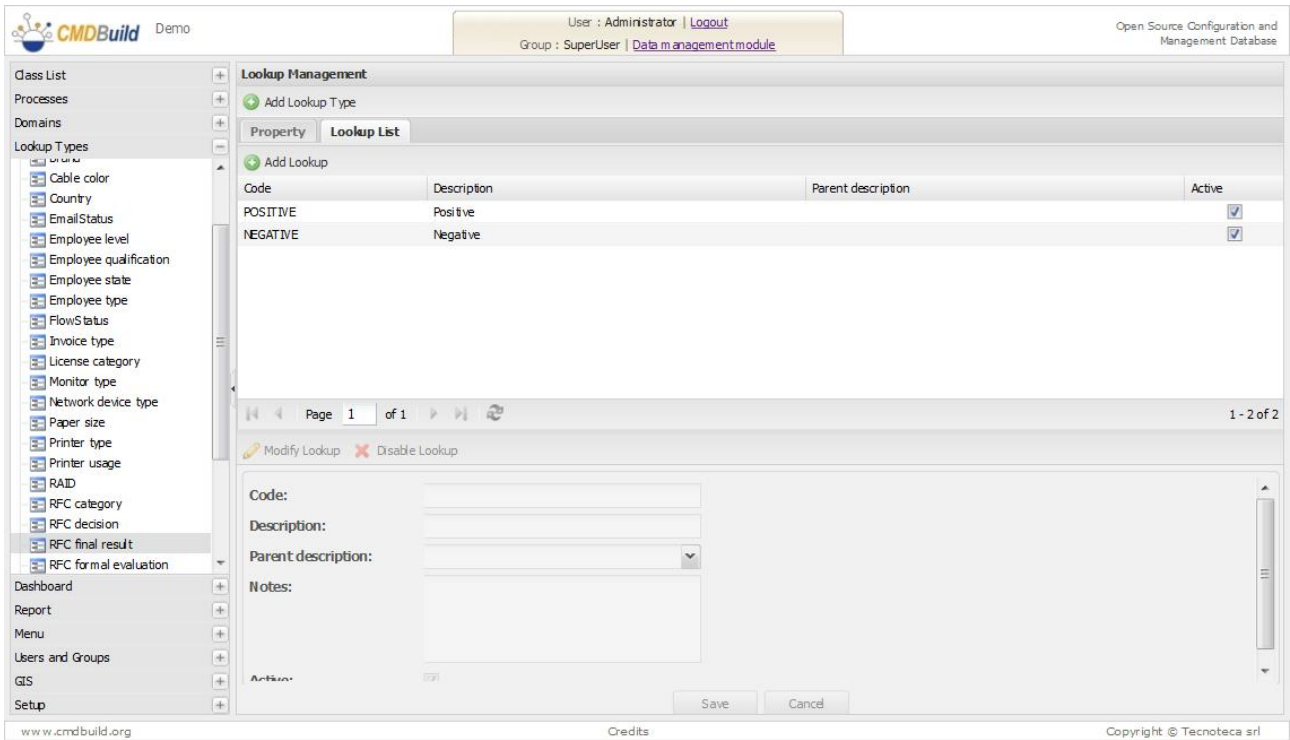 CMDBuild Demo
User : Administrator | Logout
Group : SuperUser | Data management module
Open Source Configuration and
Management Database
Class List
Processes
Domains
Lookup Types
Brand
Cable color
Country
EmailStatus
Employee level
Employee qualification
Employee state
Employee type
FlowStatus
Invoice type
License category
Monitor type
Network device type
Paper size
Printer type
Printer usage
RAID
RFC category
RFC decision
RFC final result
RFC formal evaluation
Dashboard
Report
Menu
Users and Groups
GIS
Setup
Lookup Management
Add Lookup Type
Property Lookup List
Add Lookup
Code Description Parent description Active
POSITIVE Positive
NEGATIVE Negative
Page 1 of 1 1 - 2 of 2
Modify Lookup Disable Lookup
Code:
Description:
Parent description:
Notes:
Active:
Save Cancel
www.cmdbuild.org Credits Copyright © Tecnoteca srl